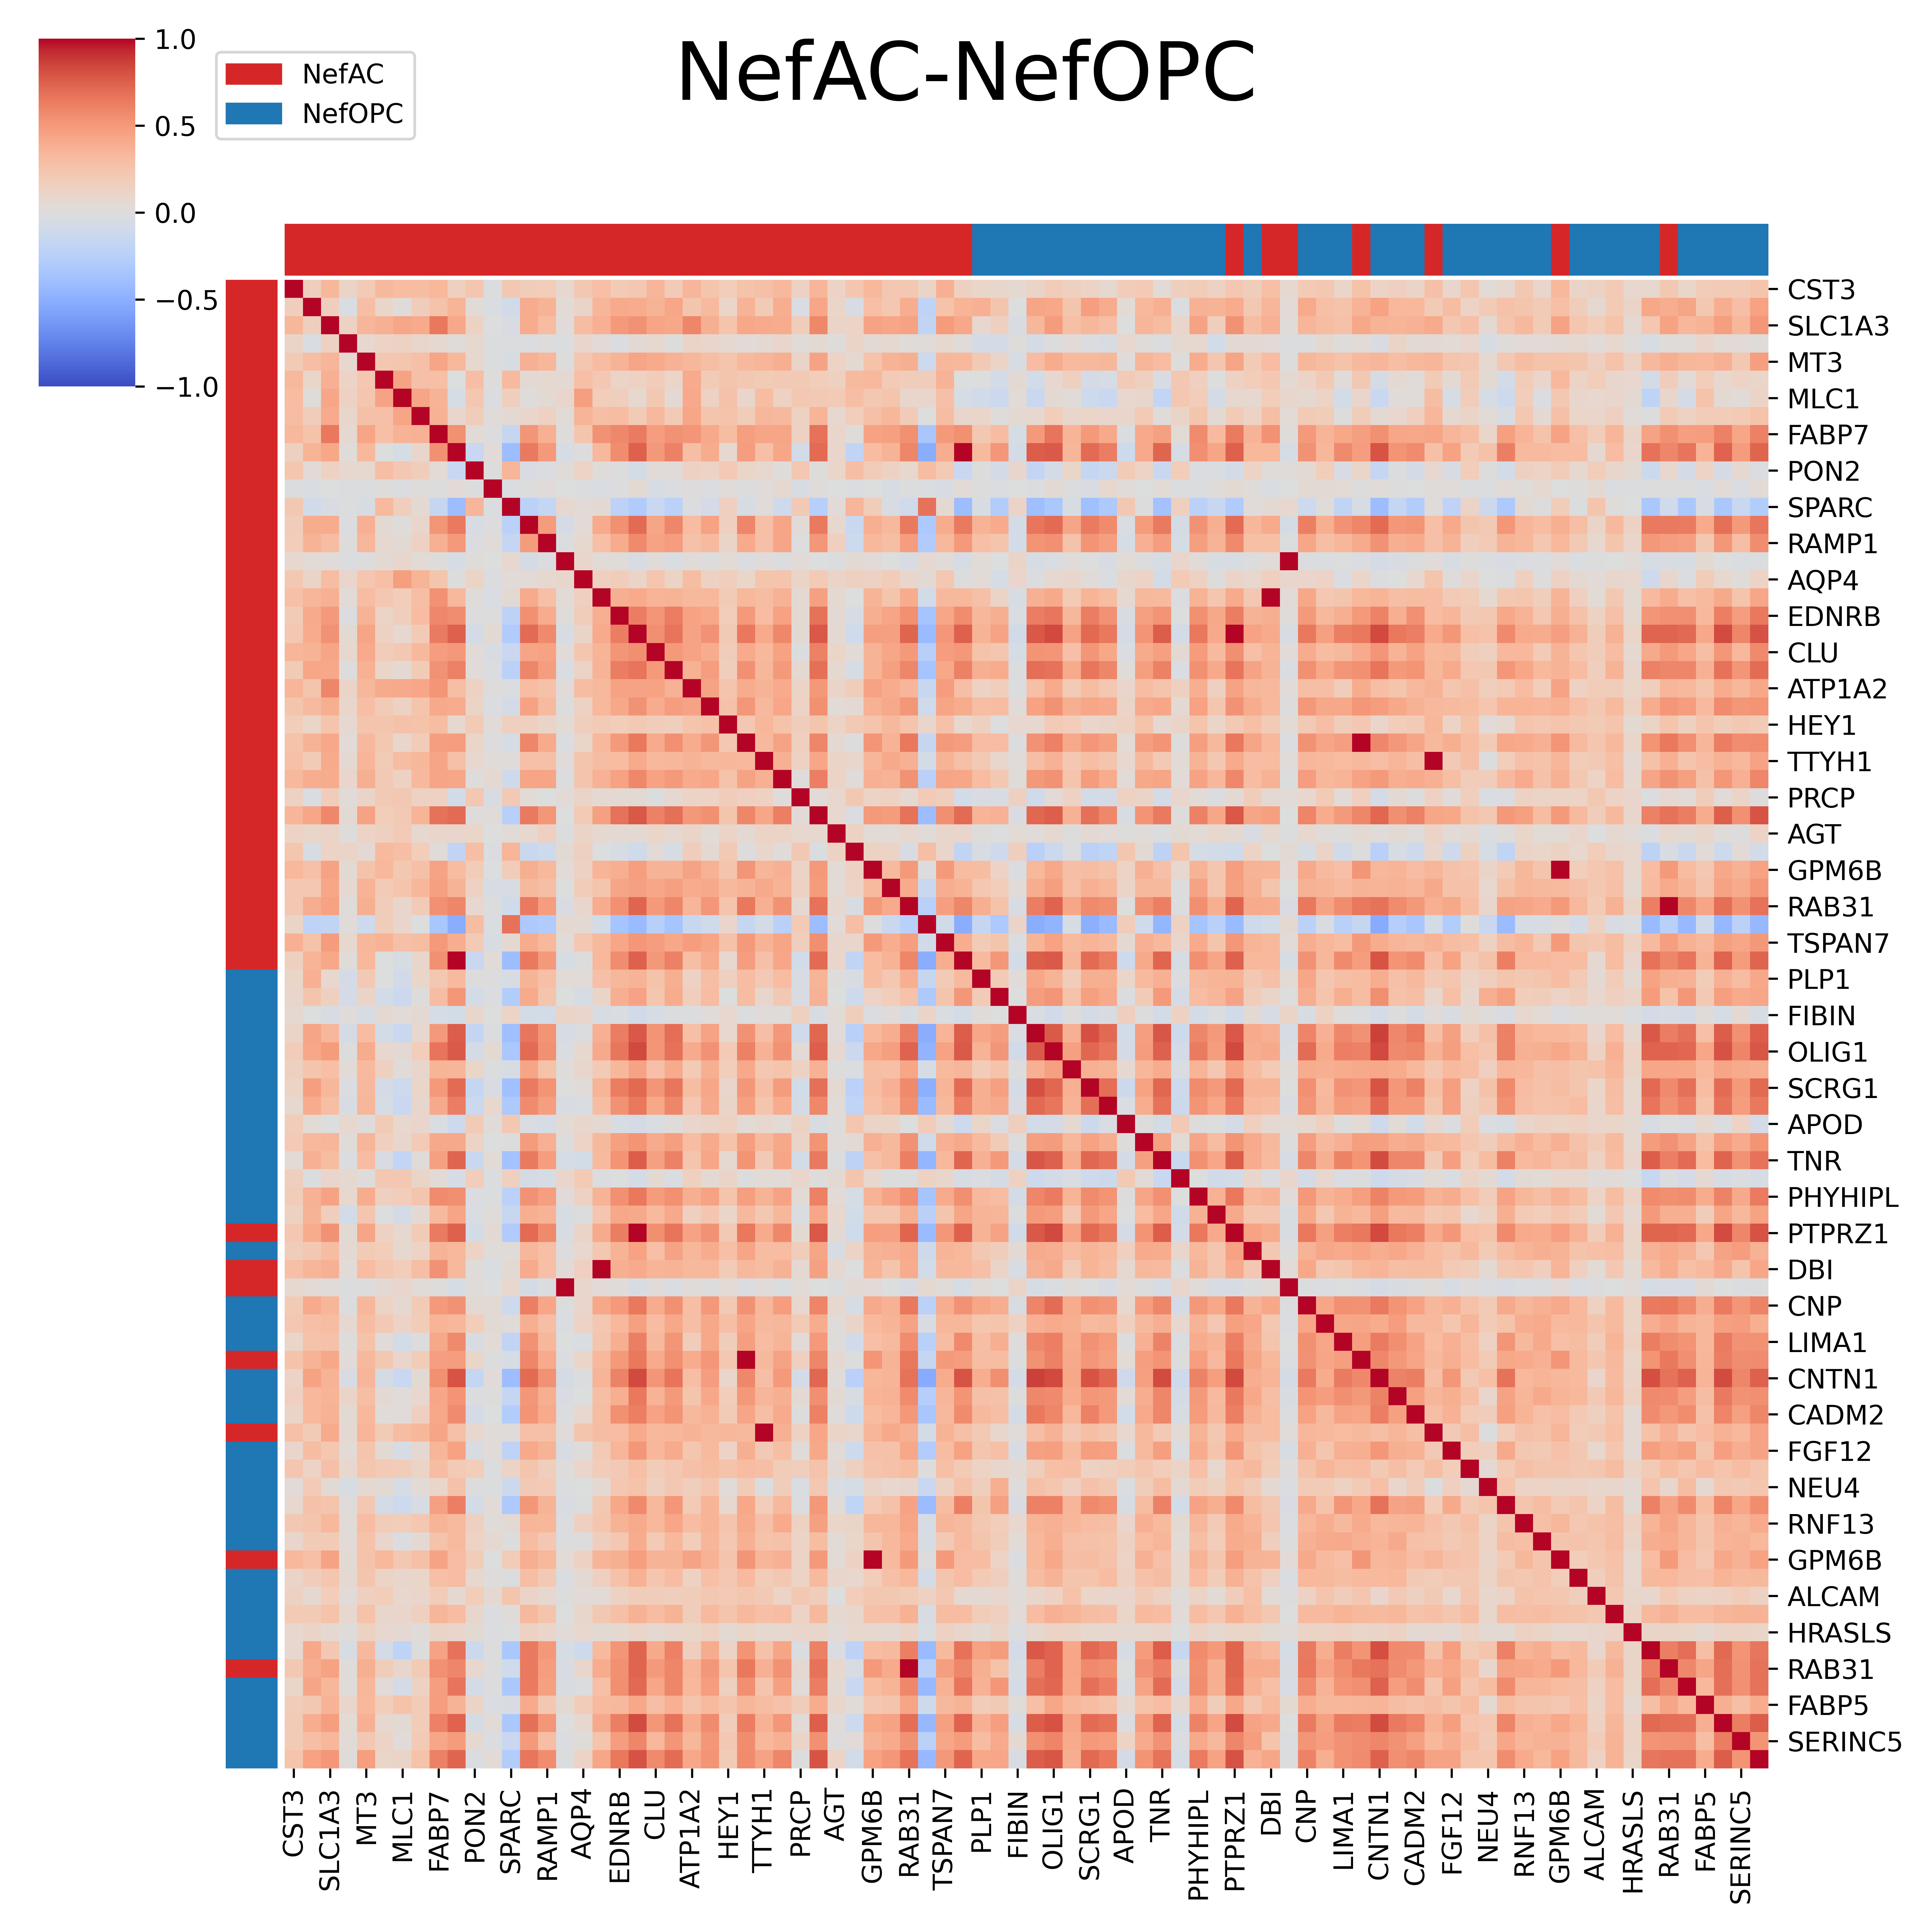 NefAC-NefOPC
1.0
0.5
0.0
−0.5
−1.0
NefAC
NefOPC
CST3
SLC1A3
MT3
MLC1
FABP7
PON2
SPARC
RAMP1
AQP4
EDNRB
CLU
ATP1A2
HEY1
TTYH1
PRCP
AGT
GPM6B
RAB31
TSPAN7
PLP1
FIBIN
OLIG1
SCRG1
APOD
TNR
PHYHIPL
PTPRZ1
DBI
CNP
LIMA1
CNTN1
CADM2
FGF12
NEU4
RNF13
GPM6B
ALCAM
HRASLS
RAB31
FABP5
SERINC5
CST3
SLC1A3
MT3
MLC1
FABP7
PON2
SPARC
RAMP1
AQP4
EDNRB
CLU
ATP1A2
HEY1
TTYH1
PRCP
AGT
GPM6B
RAB31
TSPAN7
PLP1
FIBIN
OLIG1
SCRG1
APOD
TNR
PHYHIPL
PTPRZ1
DBI
CNP
LIMA1
CNTN1
CADM2
FGF12
NEU4
RNF13
GPM6B
ALCAM
HRASLS
RAB31
FABP5
SERINC5